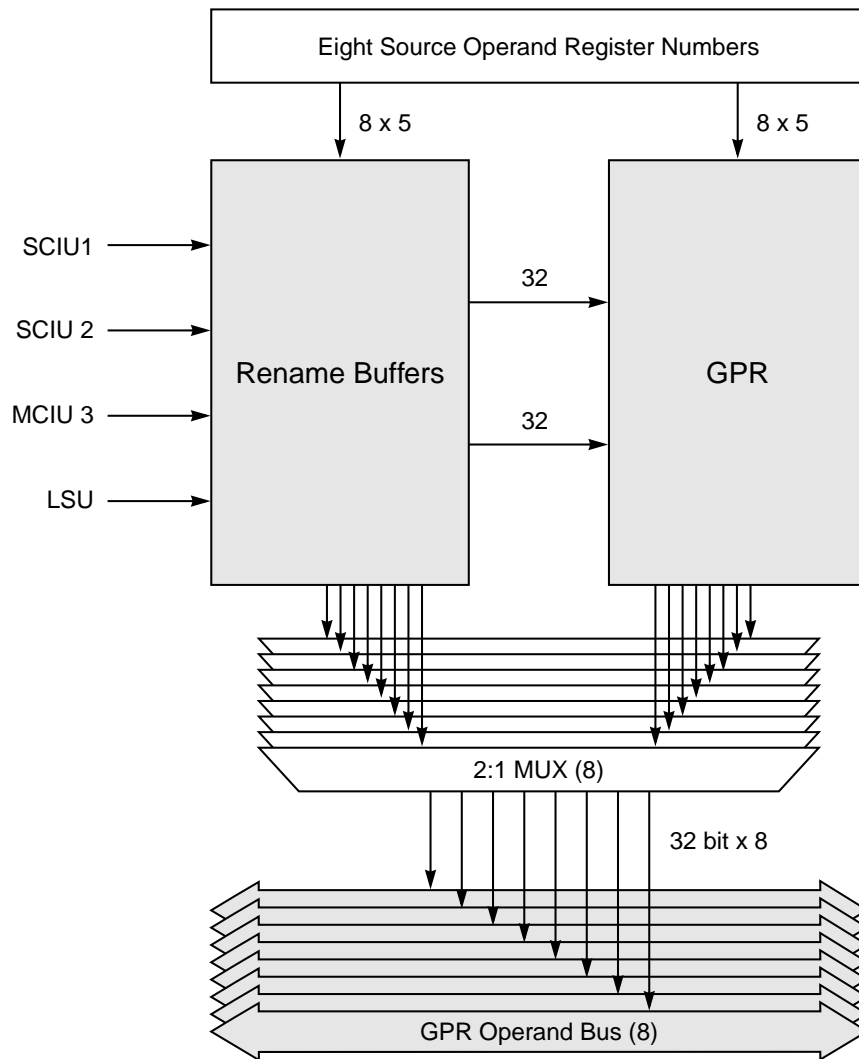 Eight Source Operand Register Numbers
8 x 5
8 x 5
SCIU1
SCIU 2
MCIU 3
LSU
Rename Buffers
32
32
GPR
2:1 MUX (8)
32 bit x 8
GPR Operand Bus (8)